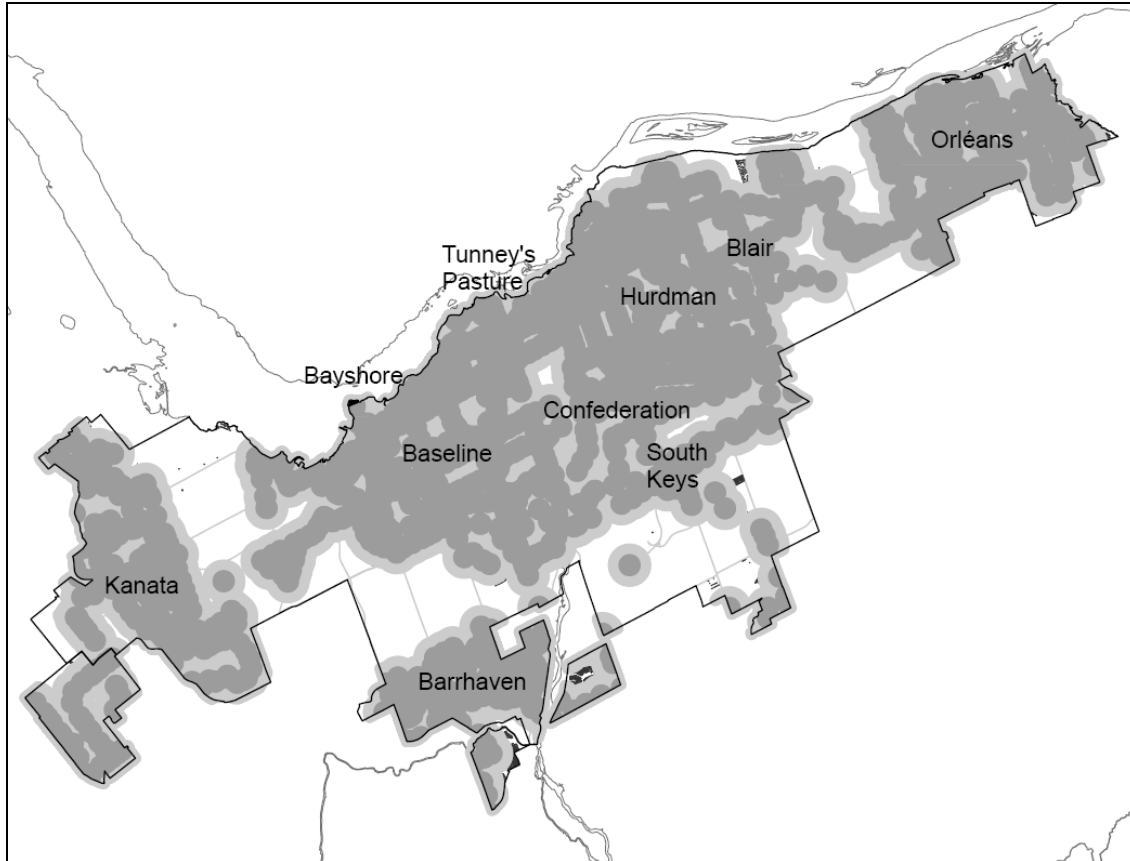 Orléans
Tunney's
Pasture
Blair
Hurdman
Bayshore
Confederation
Baseline
South
Keys
Kanata
Barrhaven